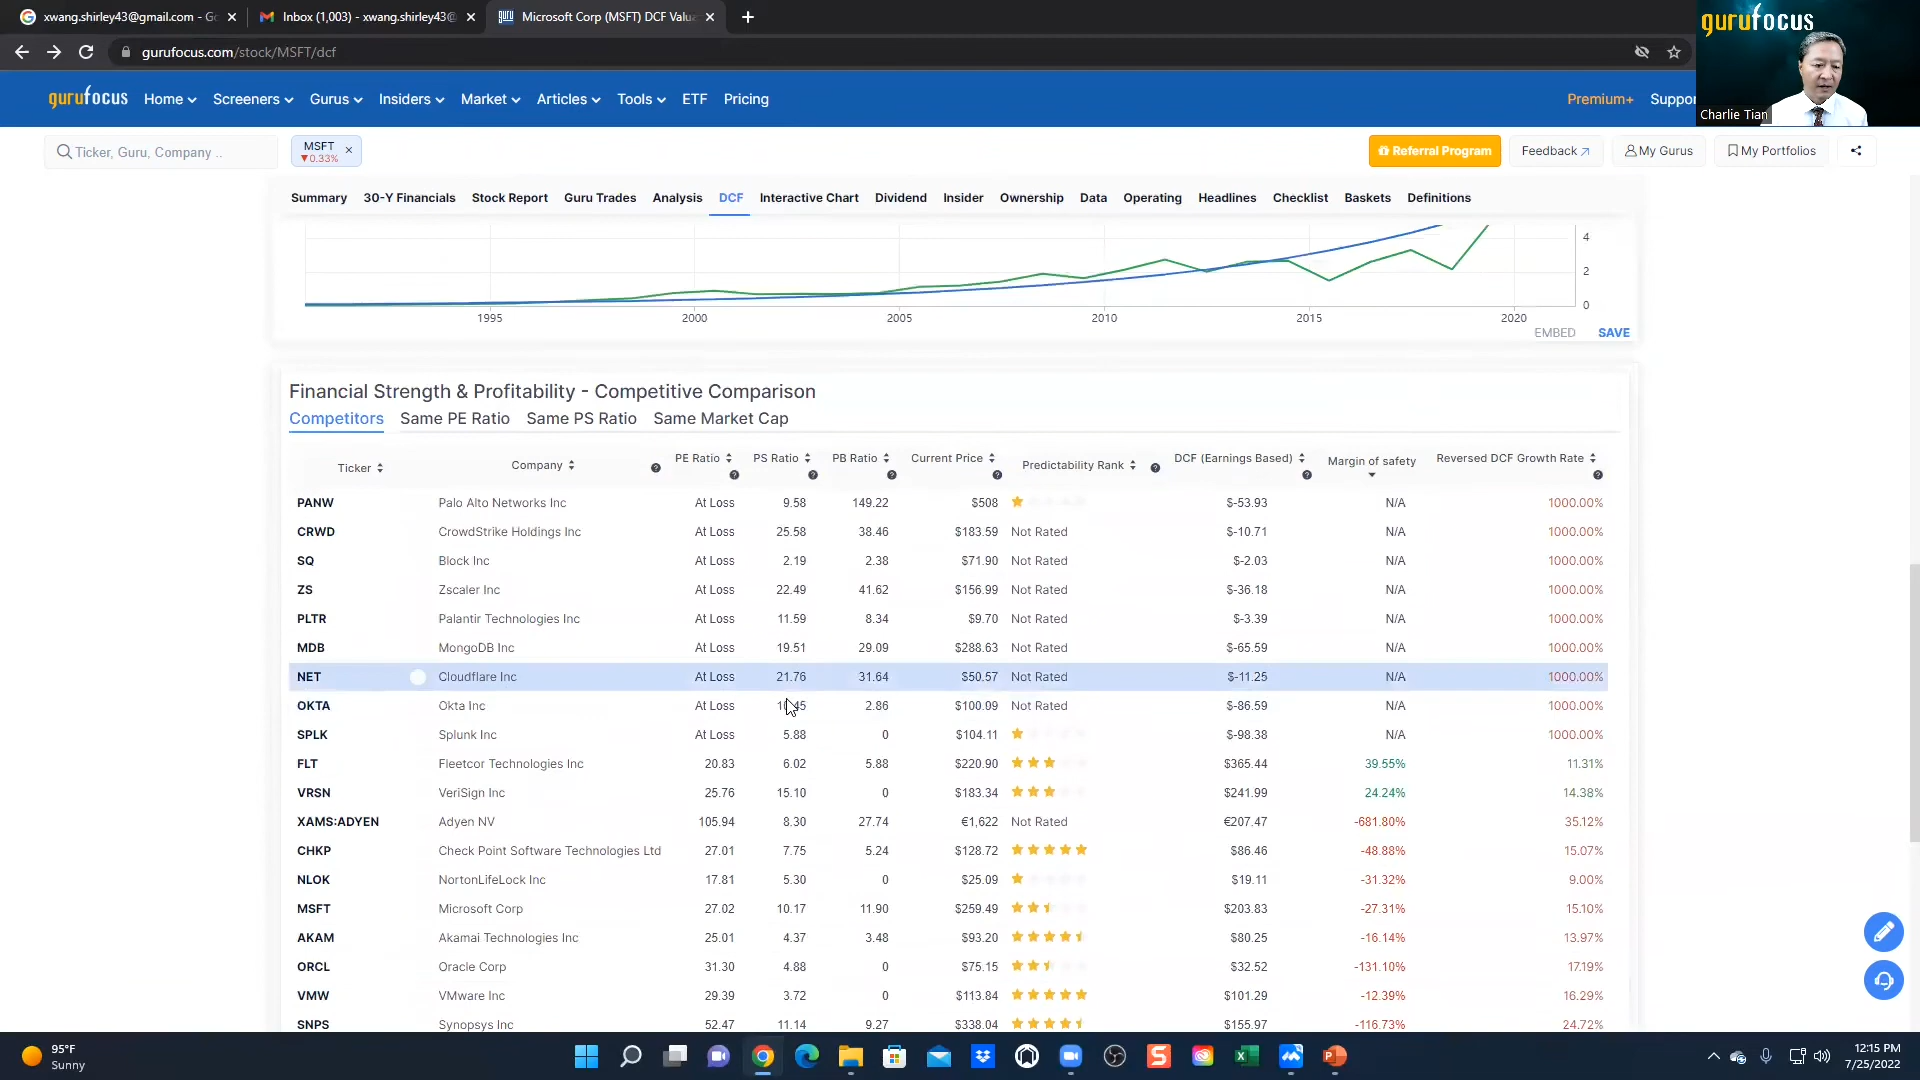 xwang.shirley43@gmail.com - Go
Inbox (1,003) - xwang.shirley43@
guru
Microsoft Corp (MSFT) DCF Valua
gurufocus.com/stock/MSFT/dcf
gurufocus
Charlie Tian
gurufocus Home Screeners Gurus Insiders Market Articles Tools ETF Pricing Premium+ Suppor
Ticker, Guru, Company ..
MSFT
▼0.33%
Referral Program Feedback My Gurus My Portfolios
Summary 30-Y Financials Stock Report Guru Trades Analysis DCF Interactive Chart Dividend Insider Ownership Data Operating Headlines Checklist Baskets Definitions
4
2
0
1995 2000 2005 2010 2015 2020
EMBED SAVE
Financial Strength & Profitability - Competitive Comparison
Competitors Same PE Ratio Same PS Ratio Same Market Cap
Ticker Company PE Ratio PS Ratio PB Ratio Current Price Predictability Rank DCF (Earnings Based) Margin of safety Reversed DCF Growth Rate
PANW Palo Alto Networks Inc At Loss 9.58 149.22 $508 $-53.93 N/A 1000.00%
CRWD CrowdStrike Holdings Inc At Loss 25.58 38.46 $183.59 Not Rated $-10.71 N/A 1000.00%
SQ Block Inc At Loss 2.19 2.38 $71.90 Not Rated $-2.03 N/A 1000.00%
ZS Zscaler Inc At Loss 22.49 41.62 $156.99 Not Rated $-36.18 N/A 1000.00%
PLTR Palantir Technologies Inc At Loss 11.59 8.34 $9.70 Not Rated $-3.39 N/A 1000.00%
MDB MongoDB Inc At Loss 19.51 29.09 $288.63 Not Rated $-65.59 N/A 1000.00%
NET Cloudflare Inc At Loss 21.76 31.64 $50.57 Not Rated $-11.25 N/A 1000.00%
OKTA Okta Inc At Loss 2.86 $100.09 Not Rated $-86.59 N/A 1000.00%
SPLK Splunk Inc At Loss 5.88 0 $104.11 $-98.38 N/A 1000.00%
FLT Fleetcor Technologies Inc 20.83 6.02 5.88 $220.90 $365.44 39.55% 11.31%
VRSN VeriSign Inc 25.76 15.10 0 $183.34 $241.99 24.24% 14.38%
XAMS:ADYEN Adyen NV 105.94 8.30 27.74 €1,622 Not Rated €207.47 -681.80% 35.12%
CHKP Check Point Software Technologies Ltd 27.01 7.75 5.24 $128.72 $86.46 -48.88% 15.07%
NLOK NortonLifeLock Inc 17.81 5.30 0 $25.09 $19.11 -31.32% 9.00%
MSFT Microsoft Corp 27.02 10.17 11.90 $259.49 $203.83 -27.31% 15.10%
AKAM Akamai Technologies Inc 25.01 4.37 3.48 $93.20 $80.25 -16.14% 13.97%
ORCL Oracle Corp 31.30 4.88 0 $75.15 $32.52 -131.10% 17.19%
VMW VMware Inc 29.39 3.72 0 $113.84 $101.29 -12.39% 16.29%
SNPS Synopsys Inc 52.47 11.14 9.27 $338.04 $155.97 -116.73% 24.72%
95°F
Sunny
12:15 PM
7/25/2022